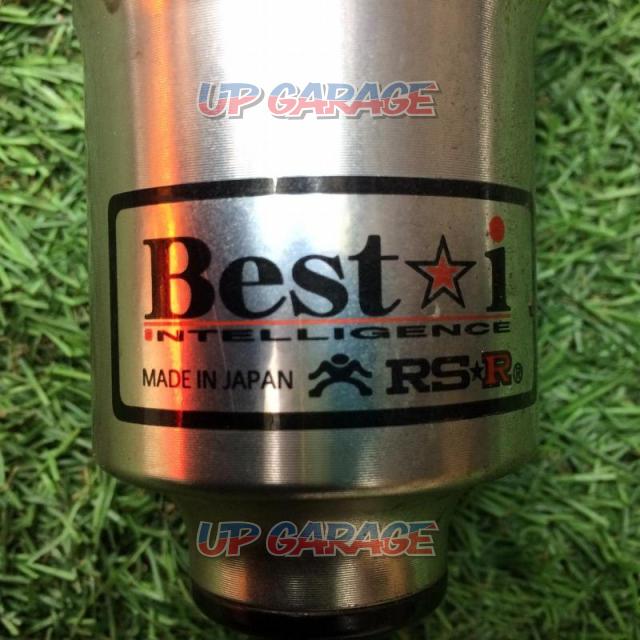 UP GARAGE
Best★i
iNTELLIGENCE
MADE IN JAPAN RS★R®
UP GARAGE